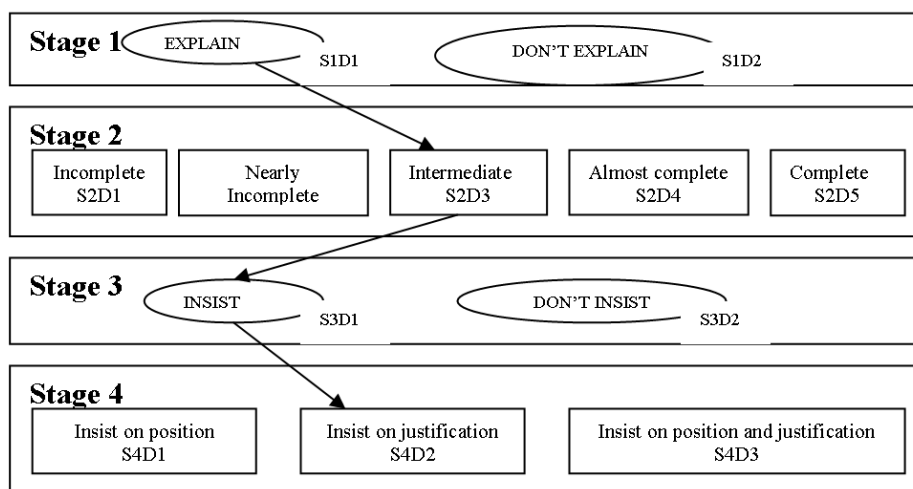 Stage 1
EXPLAIN
S1D1
DON'T EXPLAIN
S1D2
Stage 2
Incomplete
S2D1
Nearly
Incomplete
Intermediate
S2D3
Almost complete
S2D4
Complete
S2D5
Stage 3
INSIST
S3D1
DON'T INSIST
S3D2
Stage 4
Insist on position
S4D1
Insist on justification
S4D2
Insist on position and justification
S4D3